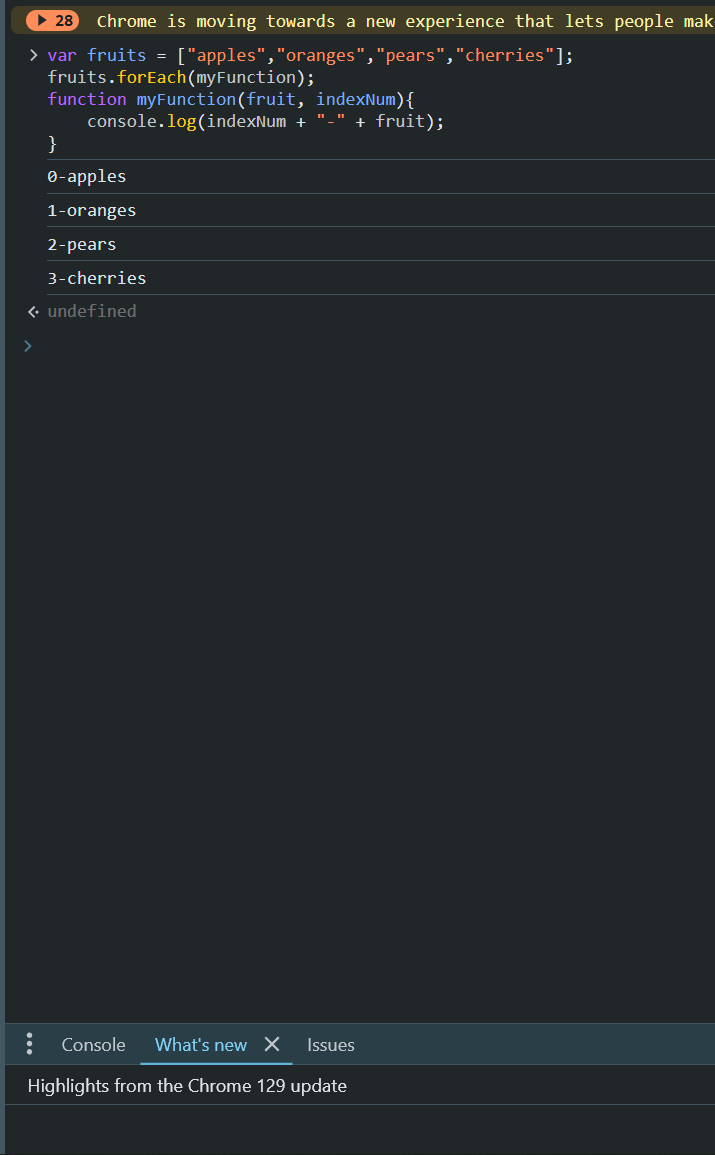 28 Chrome is moving towards a new experience that lets people mak
> var fruits = ["apples","oranges","pears","cherries"];
fruits.forEach(myFunction);
function myFunction(fruit, indexNum){
    console.log(indexNum + "-" + fruit);
}
0-apples
1-oranges
2-pears
3-cherries
undefined
>
Console What's new Issues
Highlights from the Chrome 129 update